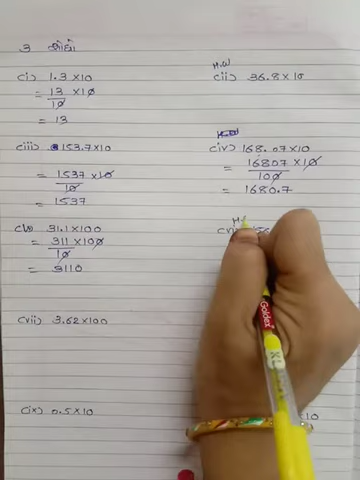 3 શોધો
(i) 1.3 × 10
= 13 × 10
10
= 13
H.W
(ii) 36.8 × 10
(iii) 153.7 × 10
= 1537 × 10
10
= 1537
(iv) 168.07 × 10
= 16807 × 10
100
= 1680.7
(v) 31.1 × 100
= 311 × 100
10
= 3110
(vii) 3.62 × 100
(ix) 0.5 × 10
× 10
Goldex